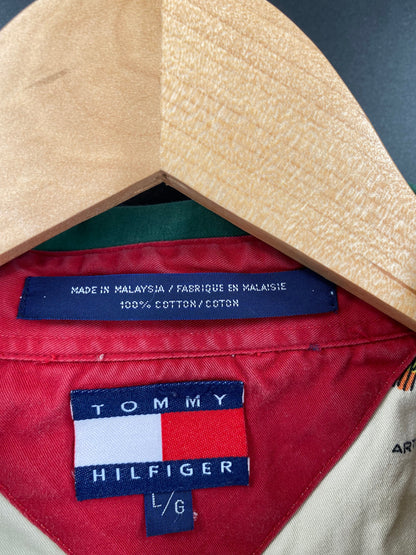 MADE IN MALAYSIA / FABRIQUE EN MALAISIE
100% COTTON/COTON
TOMMY
HILFIGER
L/G